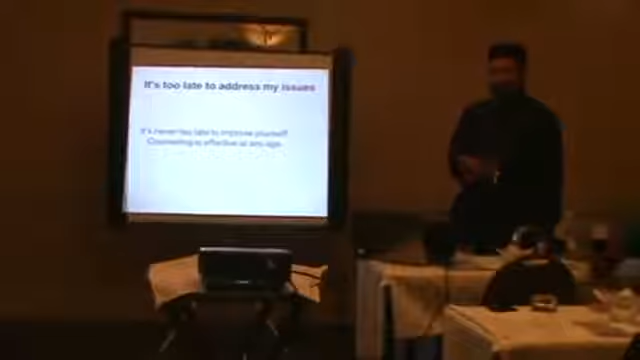 It's too late to address my issues
It's never too late to improve yourself.
Counseling is effective at any age.